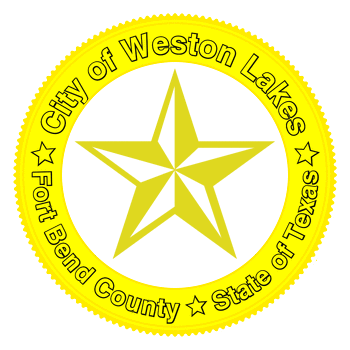 City of Weston Lakes
Fort Bend County
State of Texas